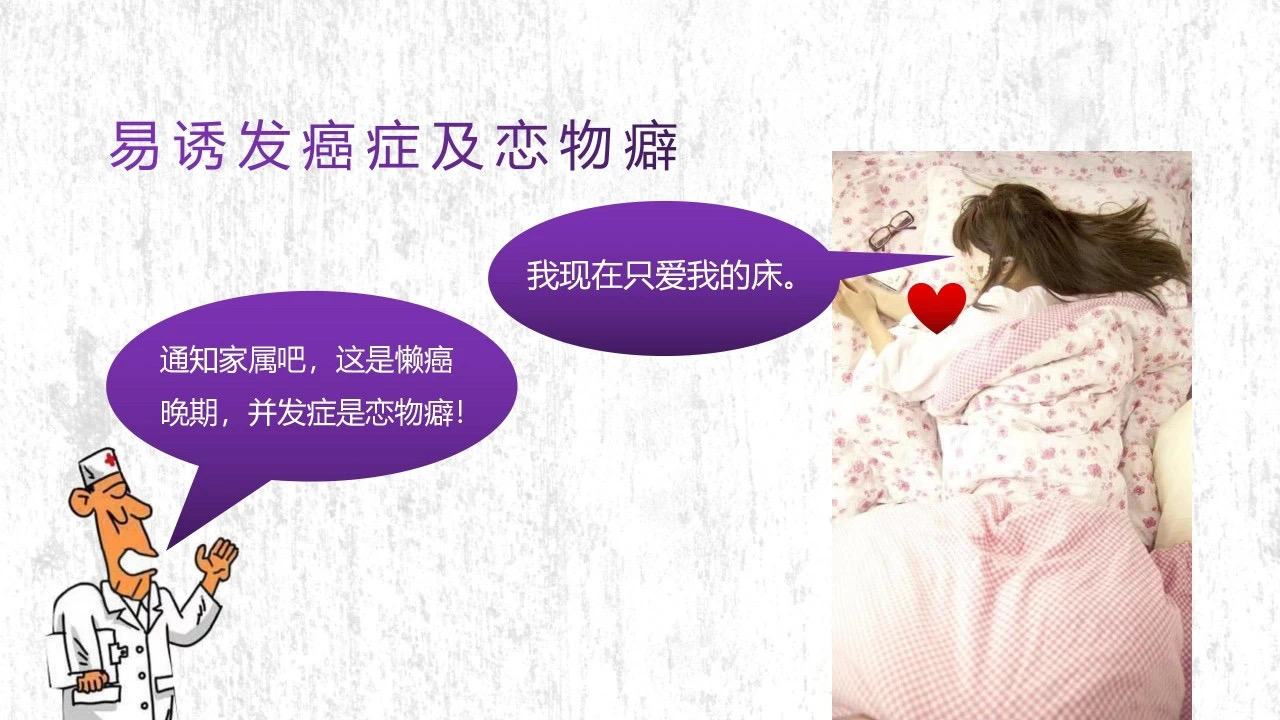 易诱发癌症及恋物癖
我现在只爱我的床。
通知家属吧，这是懒癌
晚期，并发症是恋物癖！